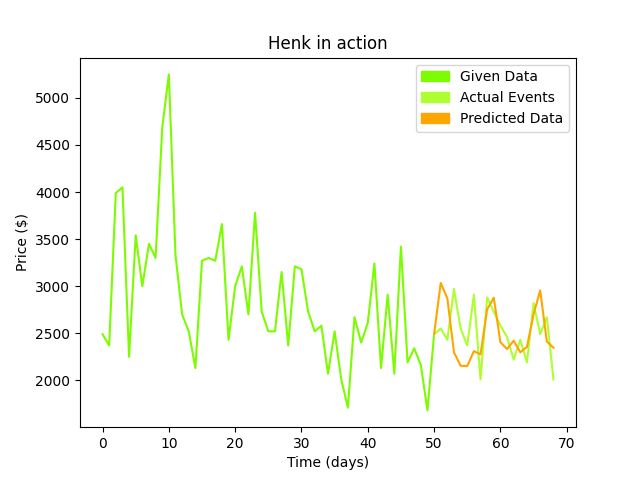 Henk in action
Given Data
Actual Events
Predicted Data
Price ($)
5000
4500
4000
3500
3000
2500
2000
0 10 20 30 40 50 60 70
Time (days)